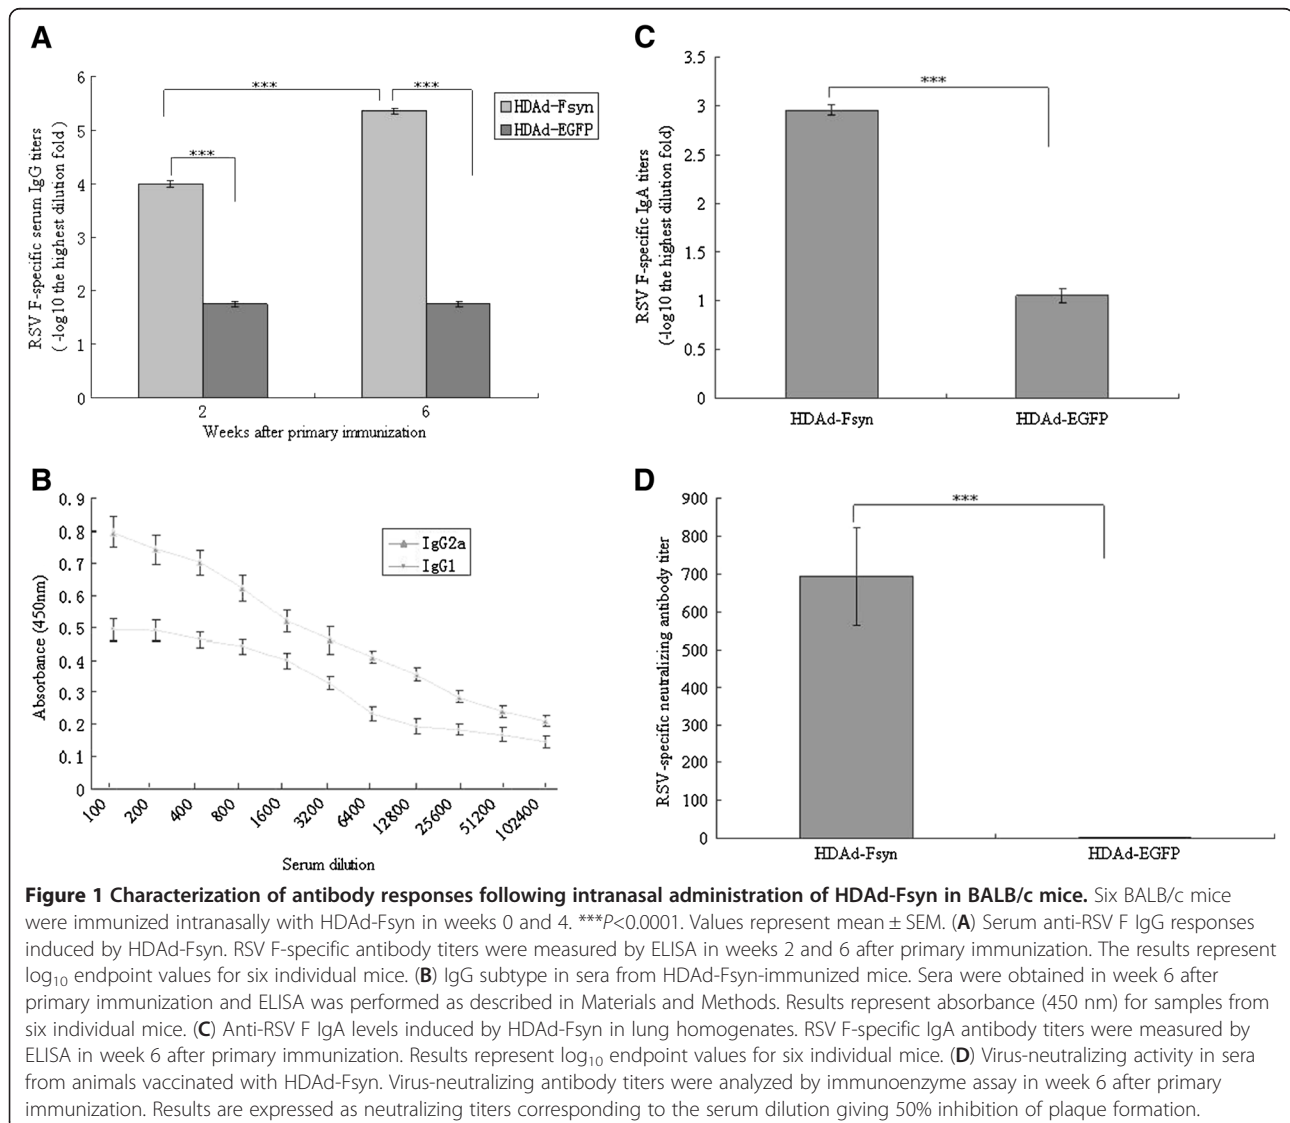 A
6
5
4
3
2
1
0
RSV F-specific serum IgG titers
( -log10 the highest dilution fold )
***
***
***
HDAd-Fsyn
HDAd-EGFP
2
6
Weeks after primary immunization
C
3.5
3
2.5
2
1.5
1
0.5
0
RSV F-specific IgA titers
(-log10 the highest dilution fold)
***
HDAd-Fsyn
HDAd-EGFP
B
0.9
0.8
0.7
0.6
0.5
0.4
0.3
0.2
0.1
0
Absorbance (450nm)
IgG2a
IgG1
100
200
400
800
1600
3200
6400
12800
25600
51200
102400
Serum dilution
D
900
800
700
600
500
400
300
200
100
0
RSV-specific neutralizing antibody titer
***
HDAd-Fsyn
HDAd-EGFP
Figure 1 Characterization of antibody responses following intranasal administration of HDAd-Fsyn in BALB/c mice. Six BALB/c mice
were immunized intranasally with HDAd-Fsyn in weeks 0 and 4. ***P<0.0001. Values represent mean ± SEM. (A) Serum anti-RSV F IgG responses
induced by HDAd-Fsyn. RSV F-specific antibody titers were measured by ELISA in weeks 2 and 6 after primary immunization. The results represent
log10 endpoint values for six individual mice. (B) IgG subtype in sera from HDAd-Fsyn-immunized mice. Sera were obtained in week 6 after
primary immunization and ELISA was performed as described in Materials and Methods. Results represent absorbance (450 nm) for samples from
six individual mice. (C) Anti-RSV F IgA levels induced by HDAd-Fsyn in lung homogenates. RSV F-specific IgA antibody titers were measured by
ELISA in week 6 after primary immunization. Results represent log10 endpoint values for six individual mice. (D) Virus-neutralizing activity in sera
from animals vaccinated with HDAd-Fsyn. Virus-neutralizing antibody titers were analyzed by immunoenzyme assay in week 6 after primary
immunization. Results are expressed as neutralizing titers corresponding to the serum dilution giving 50% inhibition of plaque formation.